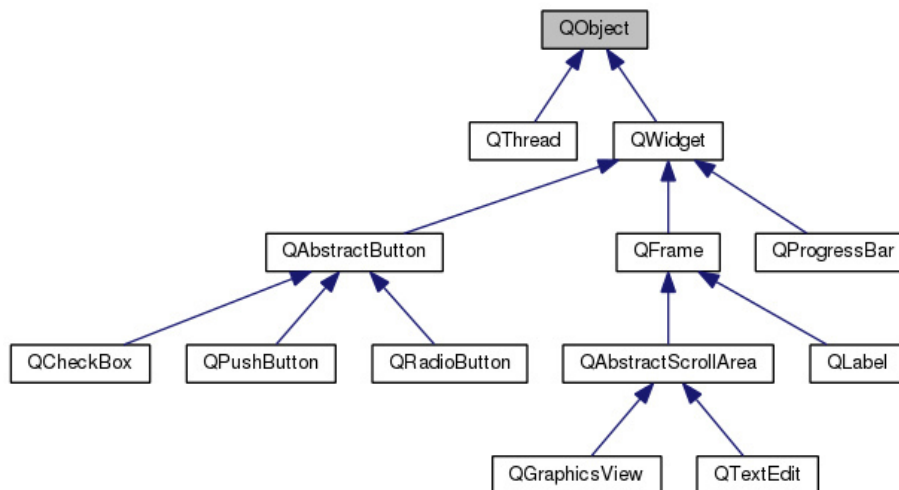 QObject
QThread
QWidget
QAbstractButton
QFrame
QProgressBar
QCheckBox
QPushButton
QRadioButton
QAbstractScrollArea
QLabel
QGraphicsView
QTextEdit